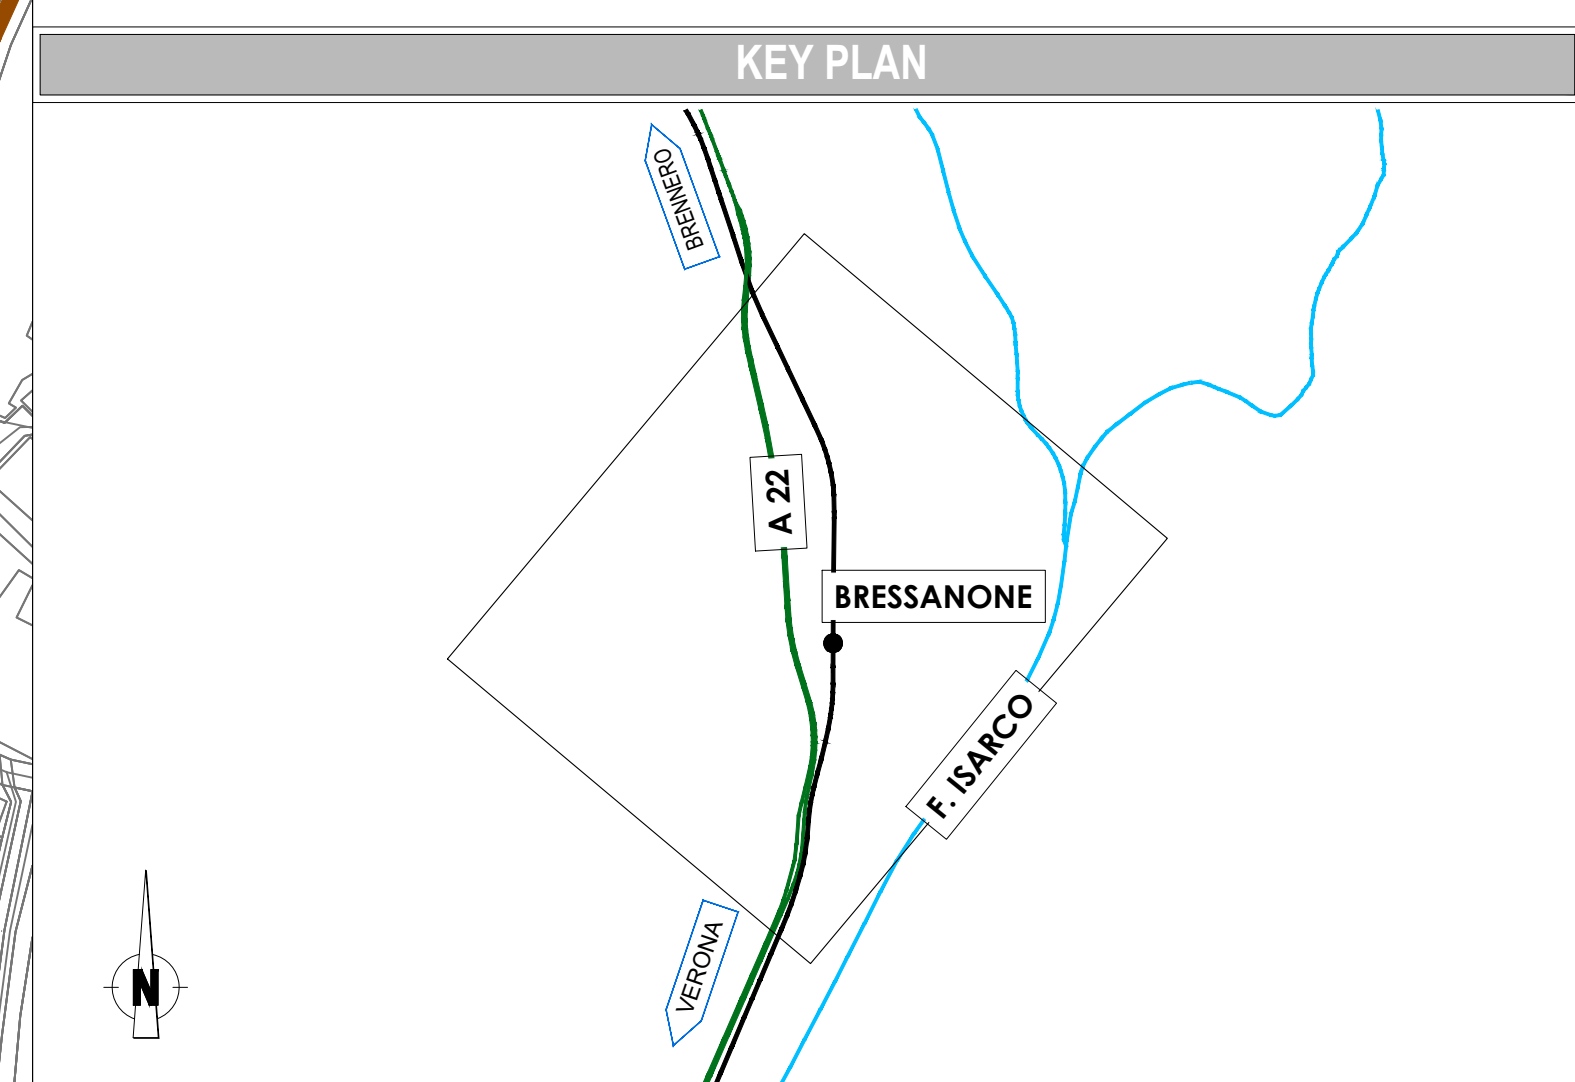 KEY PLAN
BRENNERO
A 22
BRESSANONE
F. ISARCO
VERONA
N